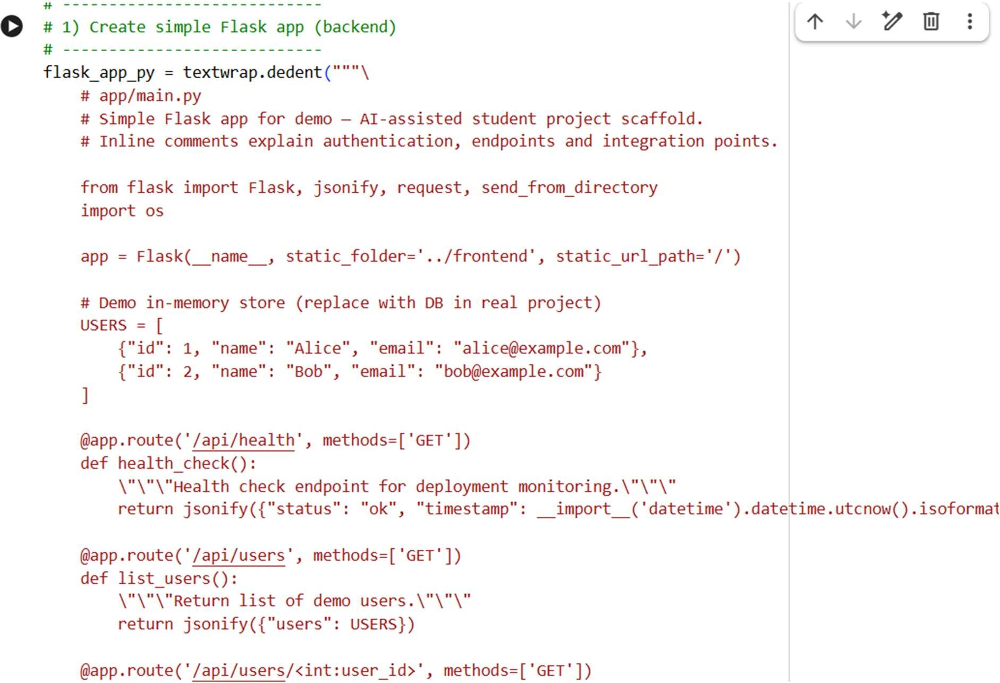 # ----------------------------
# 1) Create simple Flask app (backend)
# ----------------------------
flask_app_py = textwrap.dedent("""\
    # app/main.py
    # Simple Flask app for demo — AI-assisted student project scaffold.
    # Inline comments explain authentication, endpoints and integration points.

    from flask import Flask, jsonify, request, send_from_directory
    import os

    app = Flask(__name__, static_folder='../frontend', static_url_path='/')

    # Demo in-memory store (replace with DB in real project)
    USERS = [
        {"id": 1, "name": "Alice", "email": "alice@example.com"},
        {"id": 2, "name": "Bob", "email": "bob@example.com"}
    ]

    @app.route('/api/health', methods=['GET'])
    def health_check():
        \"\"\"Health check endpoint for deployment monitoring.\"\"\"
        return jsonify({"status": "ok", "timestamp": __import__('datetime').datetime.utcnow().isoformat

    @app.route('/api/users', methods=['GET'])
    def list_users():
        \"\"\"Return list of demo users.\"\"\"
        return jsonify({"users": USERS})

    @app.route('/api/users/<int:user_id>', methods=['GET'])